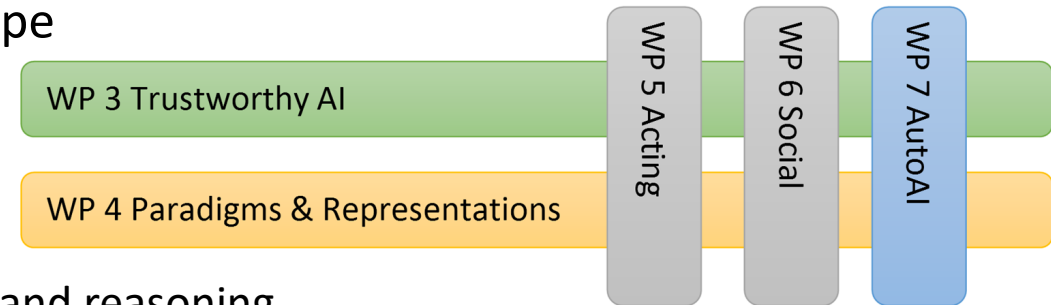 pe
WP 3 Trustworthy AI
WP 4 Paradigms & Representations
WP 5 Acting
WP 6 Social
WP 7 AutoAI
and reasoning